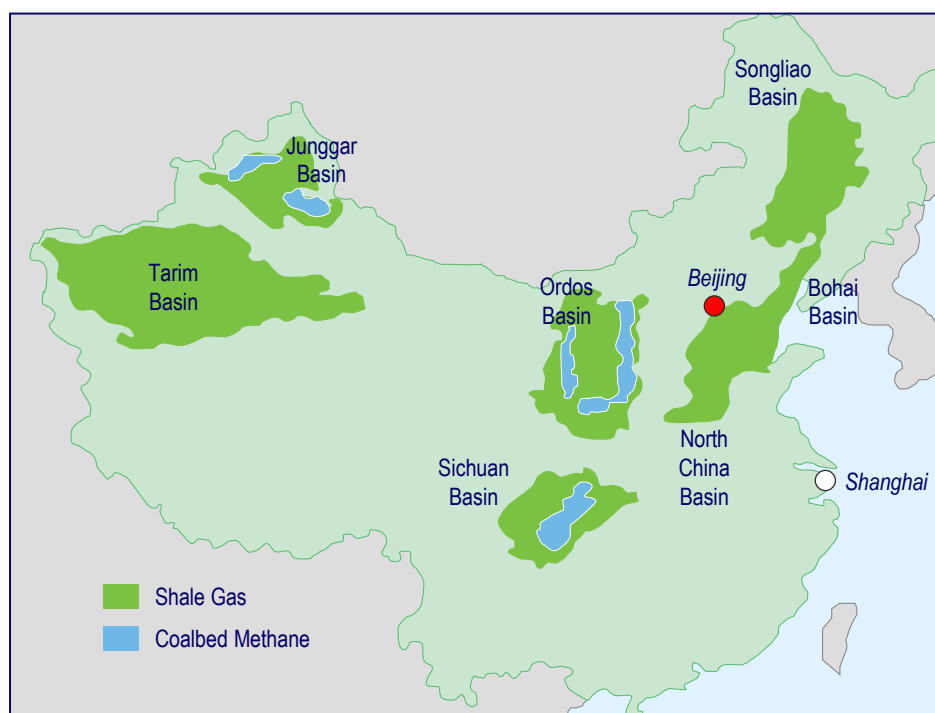 Songliao
Basin
Junggar
Basin
Tarim
Basin
Ordos
Basin
Beijing
Bohai
Basin
North
China
Basin
Sichuan
Basin
Shanghai
Shale Gas
Coalbed Methane